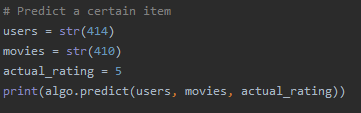 # Predict a certain item
users = str(414)
movies = str(410)
actual_rating = 5
print(algo.predict(users, movies, actual_rating))